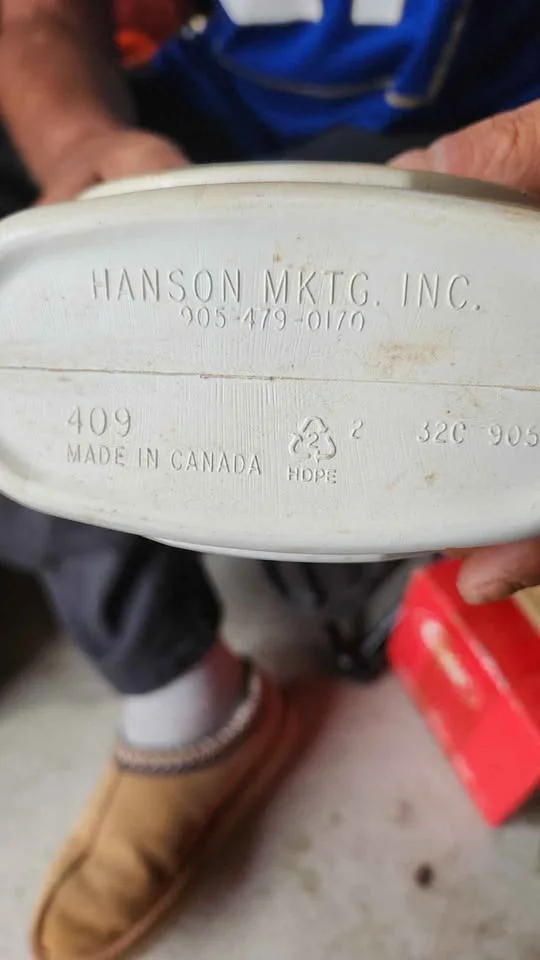 HANSON MKTG. INC.
905-479-0170
409
MADE IN CANADA
2 2
HDPE
32C 905